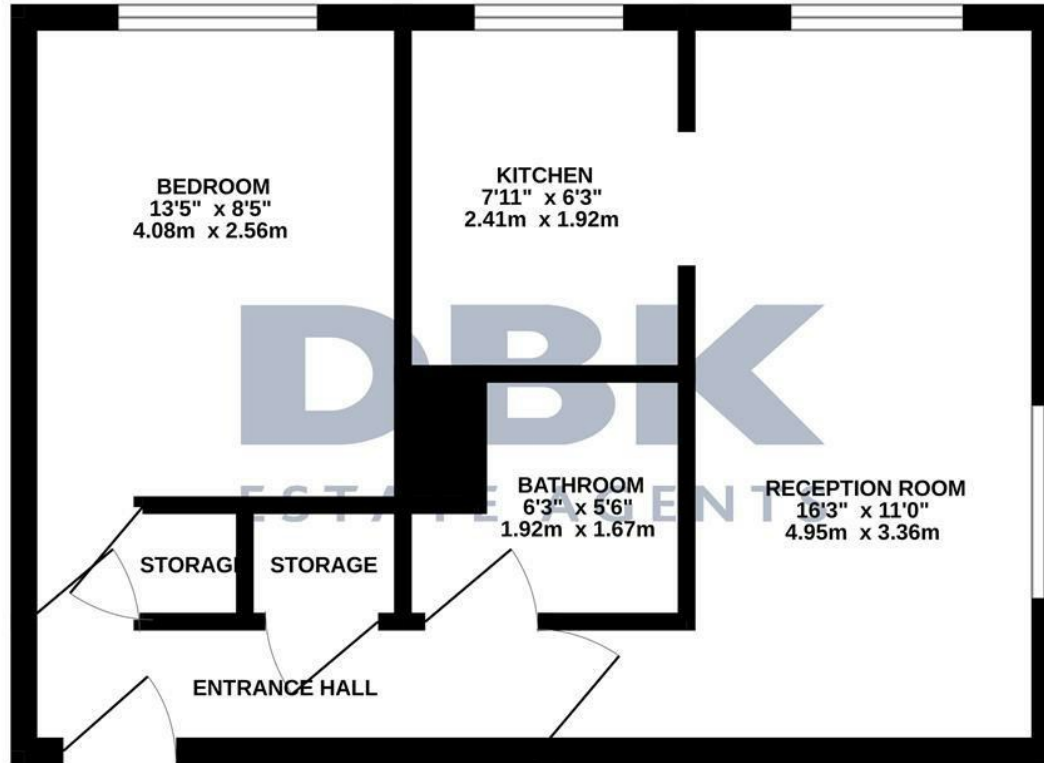 BEDROOM
13'5" x 8'5"
4.08m x 2.56m
KITCHEN
7'11" x 6'3"
2.41m x 1.92m
DBK
ESTATE AGENTS
BATHROOM
6'3" x 5'6"
1.92m x 1.67m
RECEPTION ROOM
16'3" x 11'0"
4.95m x 3.36m
STORAGE
STORAGE
ENTRANCE HALL